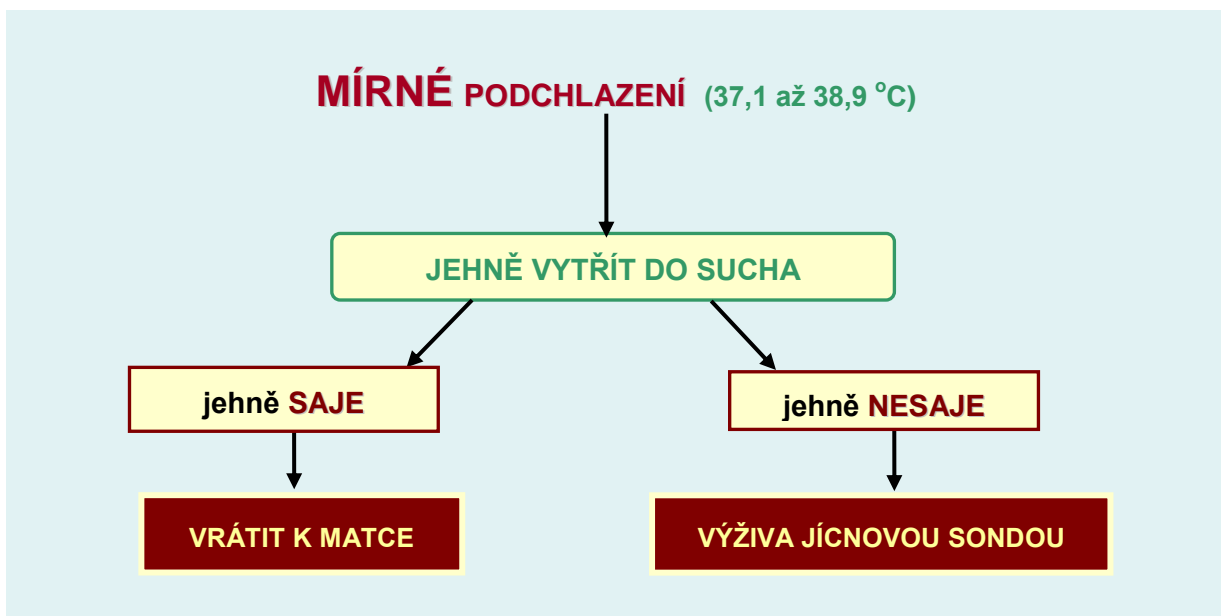 MÍRNÉ PODCHLAZENÍ (37,1 až 38,9 °C)
JEHNĚ VYTŘÍT DO SUCHA
jehně SAJE
jehně NESAJE
VRÁTIT K MATCE
VÝŽIVA JÍCNOVOU SONDOU